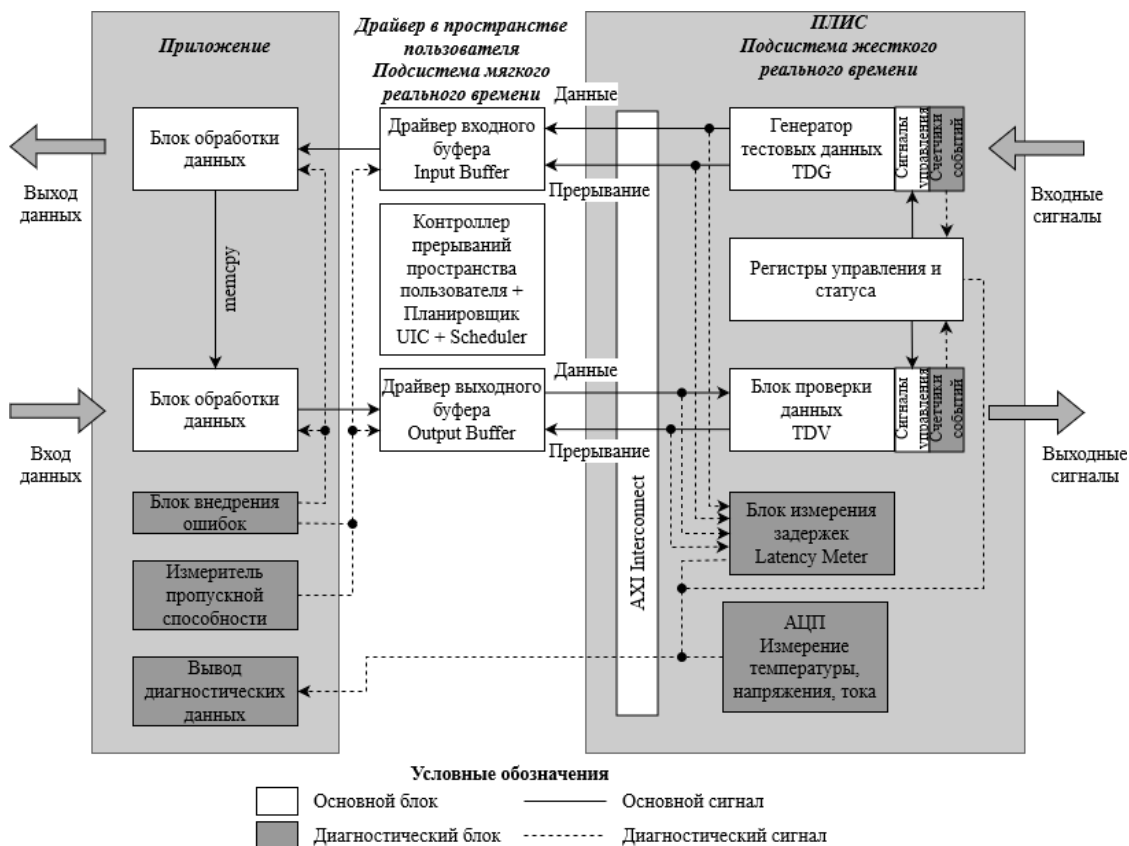 Приложение
Драйвер в пространстве
пользователя
Подсистема мягкого
реального времени
ПЛИС
Подсистема жесткого
реального времени
Блок обработки
данных
Драйвер входного
буфера
Input Buffer
Данные
Прерывание
Генератор
тестовых данных
TDG
Сигналы
управления
Счетчики
событий
Выход
данных
Входные
сигналы
memcpy
Контроллер
прерываний
пространства
пользователя +
Планировщик
UIC + Scheduler
Регистры управления и
статуса
Блок обработки
данных
Драйвер выходного
буфера
Output Buffer
Данные
Прерывание
Блок проверки
данных
TDV
Сигналы
управления
Счетчики
событий
Вход
данных
Выходные
сигналы
Блок внедрения
ошибок
Измеритель
пропускной
способности
Вывод
диагностических
данных
AXI Interconnect
Блок измерения
задержек
Latency Meter
АЦП
Измерение
температуры,
напряжения, тока
Условные обозначения
Основной блок
Основной сигнал
Диагностический блок
Диагностический сигнал